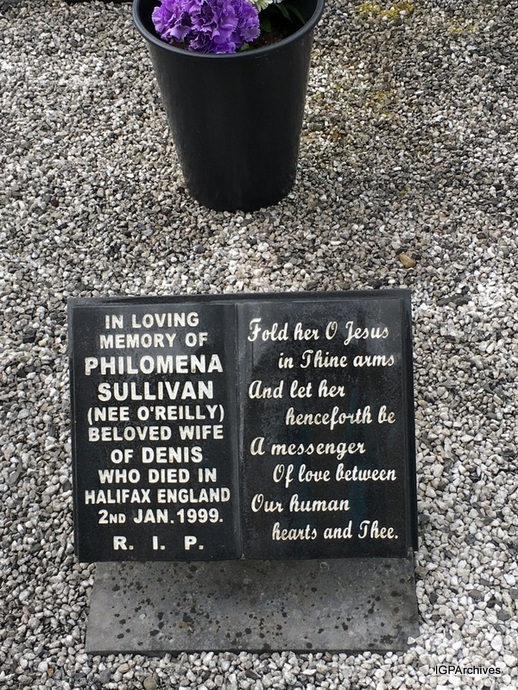 IN LOVING
MEMORY OF
PHILOMENA
SULLIVAN
(NEE O'REILLY)
BELOVED WIFE
OF DENIS
WHO DIED IN
HALIFAX ENGLAND
2ND JAN. 1999.
R. I. P.
Fold her O Jesus
in Thine arms
And let her
henceforth be
A messenger
Of love between
Our human
hearts and Thee.
IGPArchives